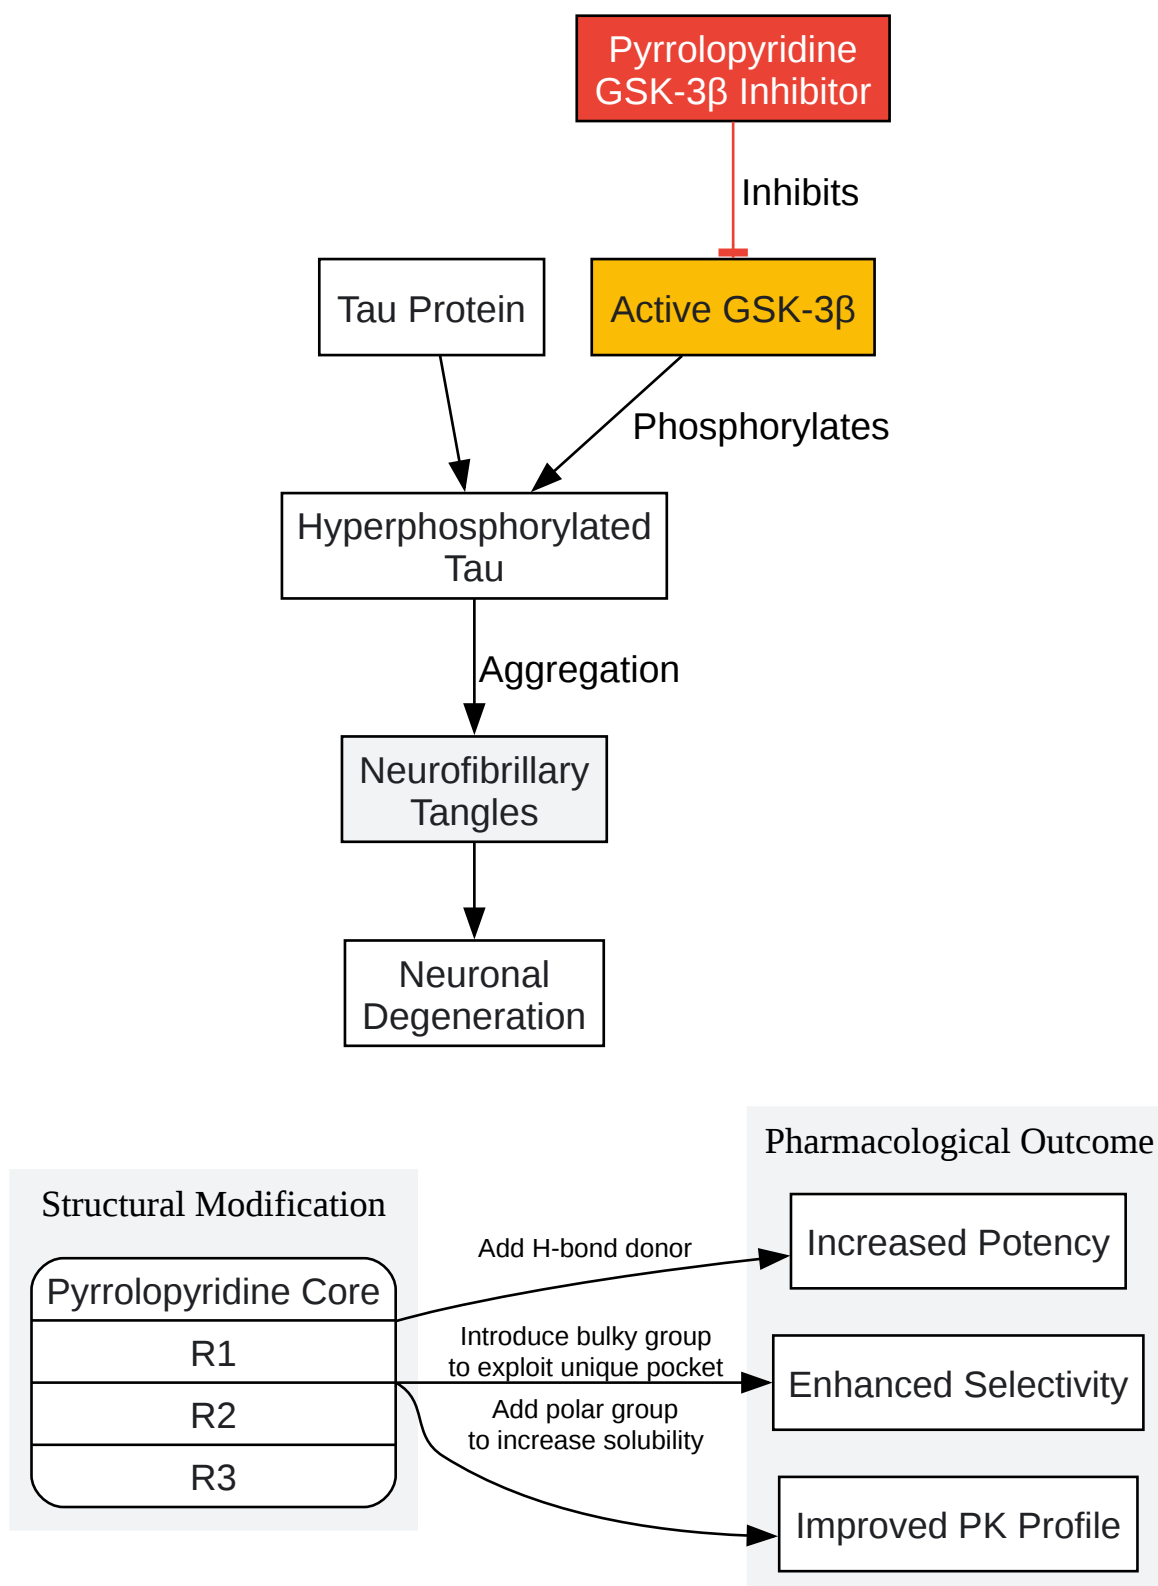 Pyrrolopyridine
GSK-3β Inhibitor
Inhibits
Tau Protein
Active GSK-3β
Phosphorylates
Hyperphosphorylated
Tau
Aggregation
Neurofibrillary
Tangles
Neuronal
Degeneration
Structural Modification
Pyrrolopyridine Core
R1
R2
R3
Add H-bond donor
Introduce bulky group
to exploit unique pocket
Add polar group
to increase solubility
Pharmacological Outcome
Increased Potency
Enhanced Selectivity
Improved PK Profile